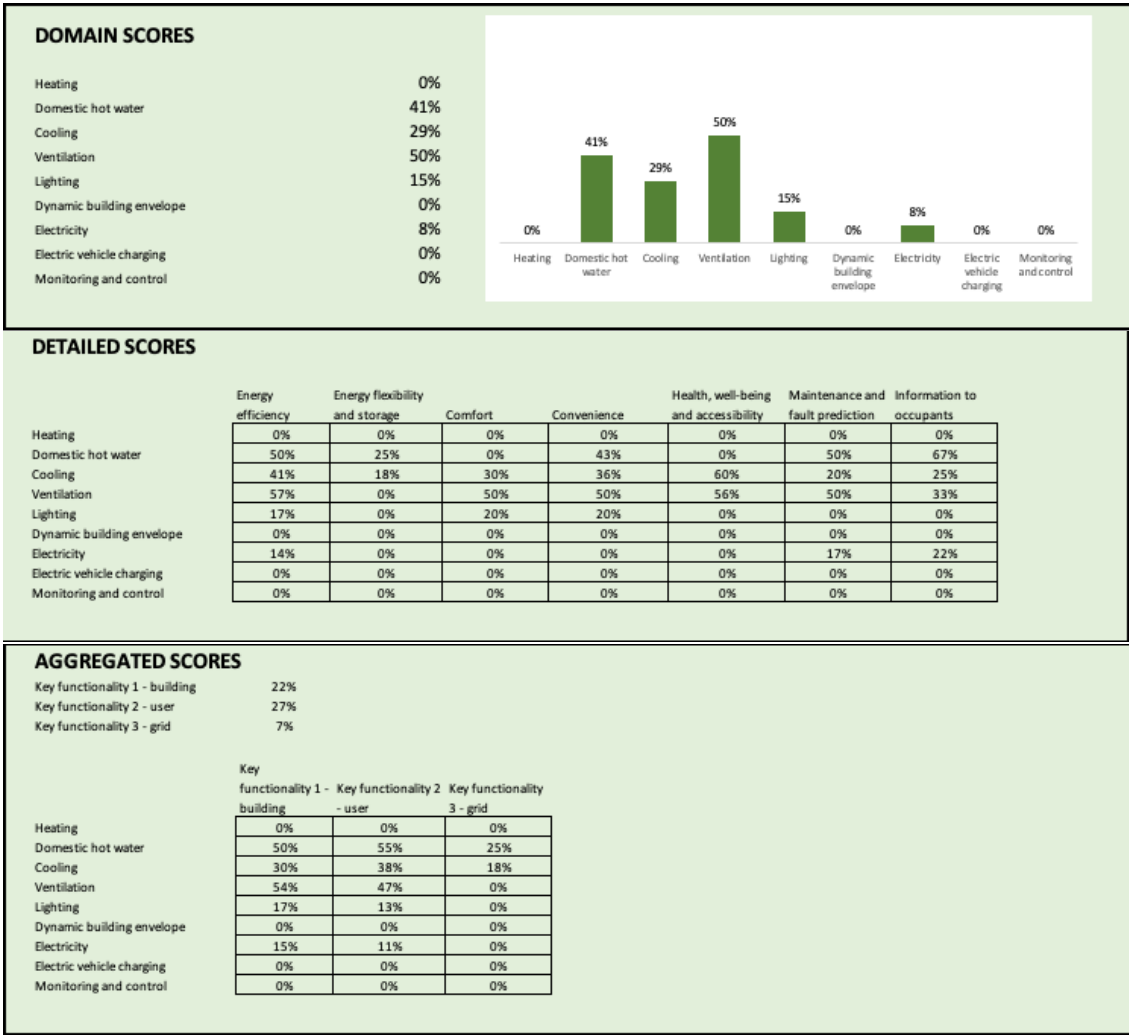 DOMAIN SCORES
Heating 0%
Domestic hot water 41%
Cooling 29%
Ventilation 50%
Lighting 15%
Dynamic building envelope 0%
Electricity 8%
Electric vehicle charging 0%
Monitoring and control 0%
0% 41% 29% 50% 15% 0% 8% 0% 0%
Heating Domestic hot Cooling Ventilation Lighting Dynamic Electricity Electric Monitoring
water building vehicle and control
envelope charging
DETAILED SCORES
Energy Energy flexibility Health, well-being Maintenance and Information to
efficiency and storage Comfort Convenience and accessibility fault prediction occupants
Heating 0% 0% 0% 0% 0% 0% 0%
Domestic hot water 50% 25% 0% 43% 0% 50% 67%
Cooling 41% 18% 30% 36% 60% 20% 25%
Ventilation 57% 0% 50% 50% 56% 50% 33%
Lighting 17% 0% 20% 20% 0% 0% 0%
Dynamic building envelope 0% 0% 0% 0% 0% 0% 0%
Electricity 14% 0% 0% 0% 0% 17% 22%
Electric vehicle charging 0% 0% 0% 0% 0% 0% 0%
Monitoring and control 0% 0% 0% 0% 0% 0% 0%
AGGREGATED SCORES
Key functionality 1 - building 22%
Key functionality 2 - user 27%
Key functionality 3 - grid 7%
Key
functionality 1 - Key functionality 2 Key functionality
building - user 3 - grid
Heating 0% 0% 0%
Domestic hot water 50% 55% 25%
Cooling 30% 38% 18%
Ventilation 54% 47% 0%
Lighting 17% 13% 0%
Dynamic building envelope 0% 0% 0%
Electricity 15% 11% 0%
Electric vehicle charging 0% 0% 0%
Monitoring and control 0% 0% 0%